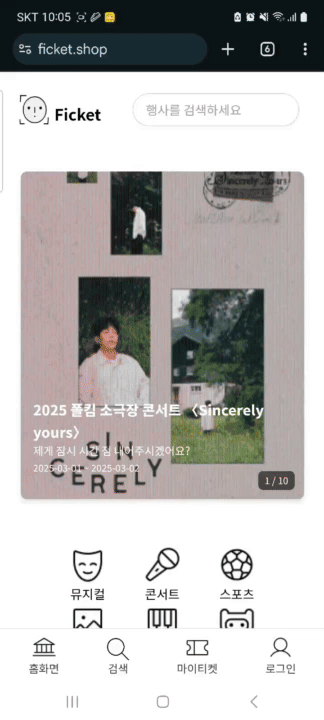 SKT 10:05
ficket.shop
6
Ficket
행사를 검색하세요
Sincerely
yours
2025 폴킴 소극장 콘서트 〈Sincerely
yours〉
제게 잠시 시간 좀 내어주시겠어요?
2025-03-01 ~ 2025-03-02
SIN
CERELY
1 / 10
뮤지컬
콘서트
스포츠
홈화면
검색
마이티켓
로그인